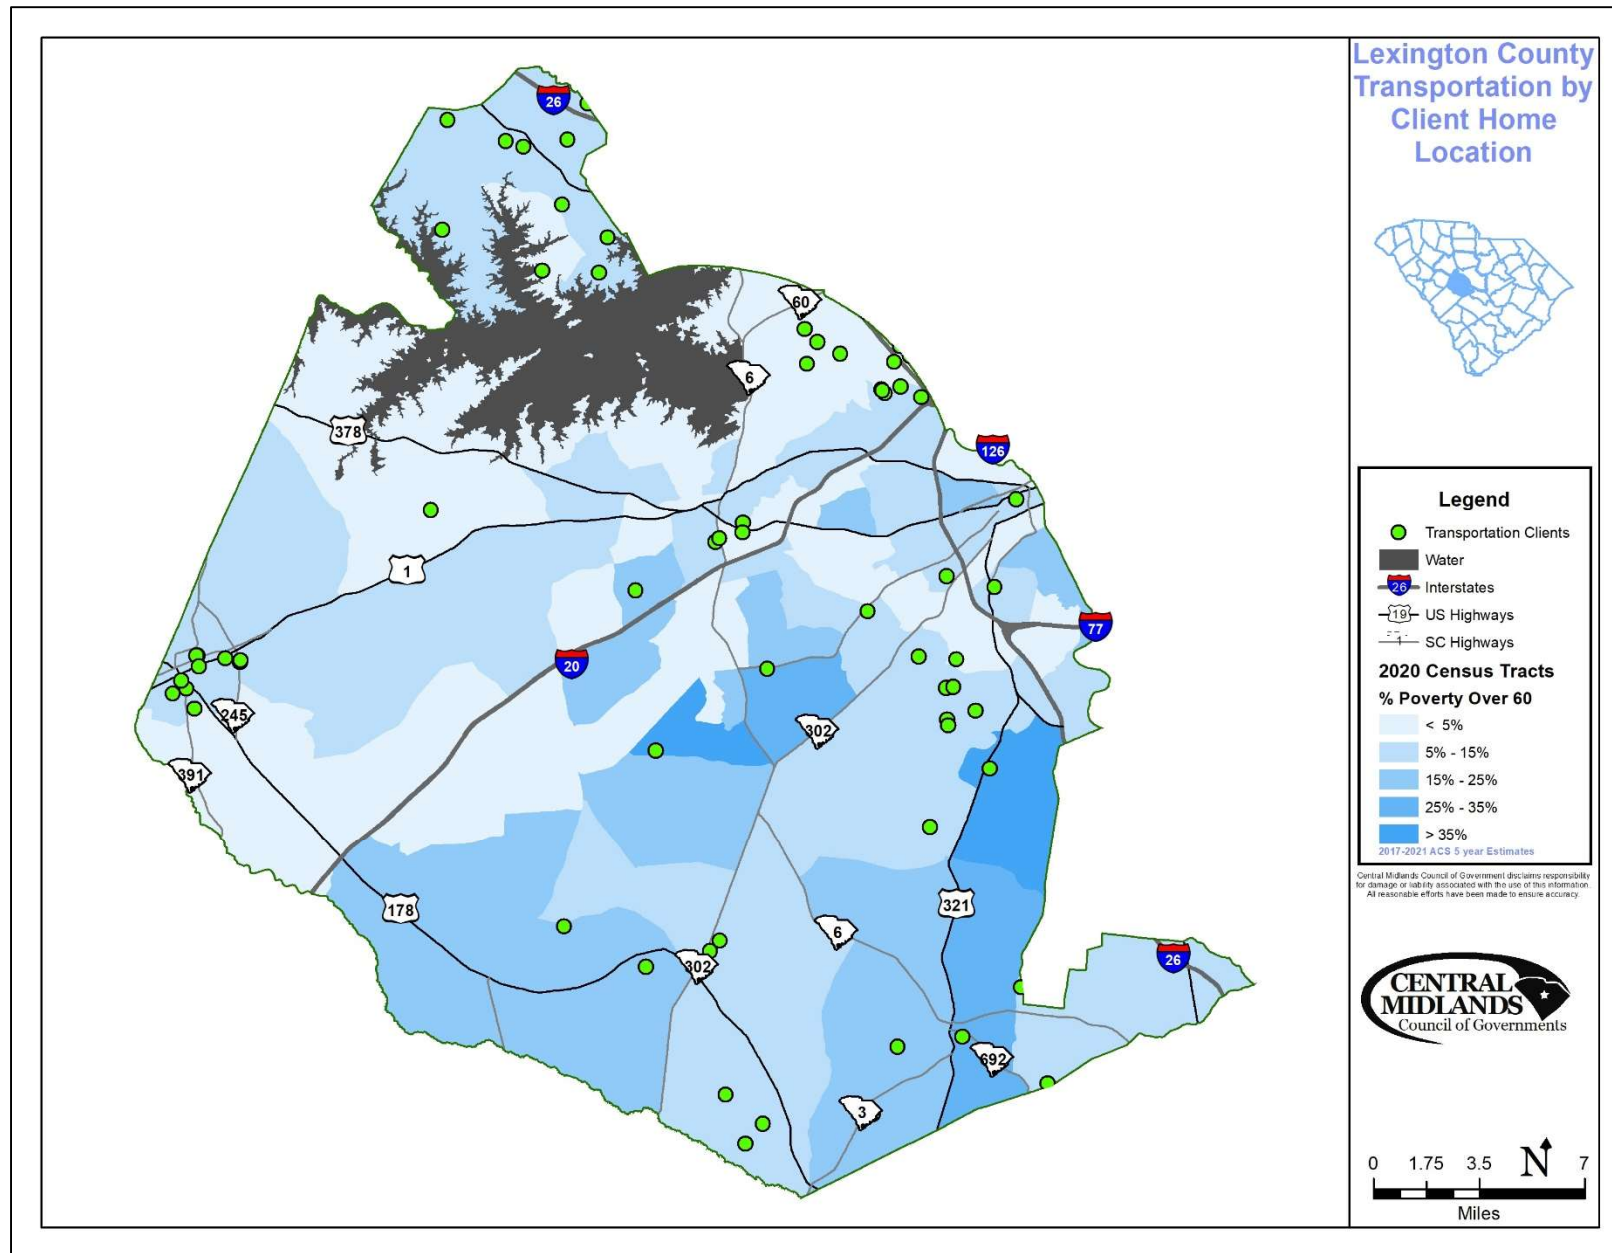 Lexington County
Transportation by
Client Home
Location
26
60
6
378
126
1
20
77
245
302
391
178
321
6
302
26
692
3
Legend
Transportation Clients
Water
26 Interstates
19 US Highways
1 SC Highways
2020 Census Tracts
% Poverty Over 60
< 5%
5% - 15%
15% - 25%
25% - 35%
> 35%
2017-2021 ACS 5 year Estimates
Central Midlands Council of Government disclaims responsibility
for damage or liability associated with the use of this information.
All reasonable efforts have been made to ensure accuracy.
CENTRAL
MIDLANDS
Council of Governments
N
0 1.75 3.5 7
Miles